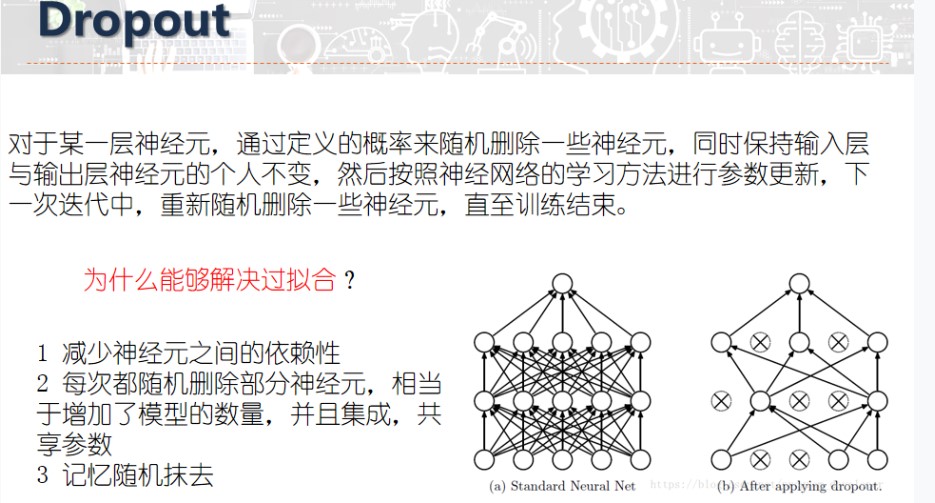 Dropout
对于某一层神经元，通过定义的概率来随机删除一些神经元，同时保持输入层
与输出层神经元的个人不变，然后按照神经网络的学习方法进行参数更新，下
一次迭代中，重新随机删除一些神经元，直至训练结束。
为什么能够解决过拟合？
1 减少神经元之间的依赖性
2 每次都随机删除部分神经元，相当
于增加了模型的数量，并且集成，共
享参数
3 记忆随机抹去
(a) Standard Neural Net
(b) After applying dropout.